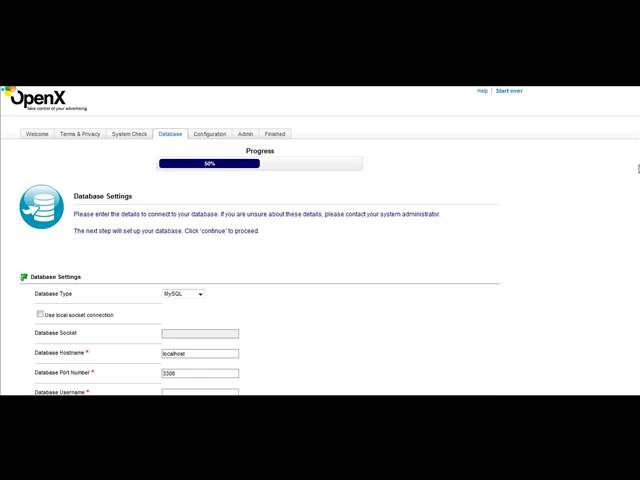 OpenX
take control of your advertising
Help | Start over
Welcome Terms & Privacy System Check Database Configuration Admin Finished
Progress
50%
Database Settings
Please enter the details to connect to your database. If you are unsure about these details, please contact your system administrator.
The next step will set up your database. Click 'continue' to proceed.
Database Settings
Database Type MySQL
Use local socket connection
Database Socket
Database Hostname * localhost
Database Port Number * 3306
Database Username *